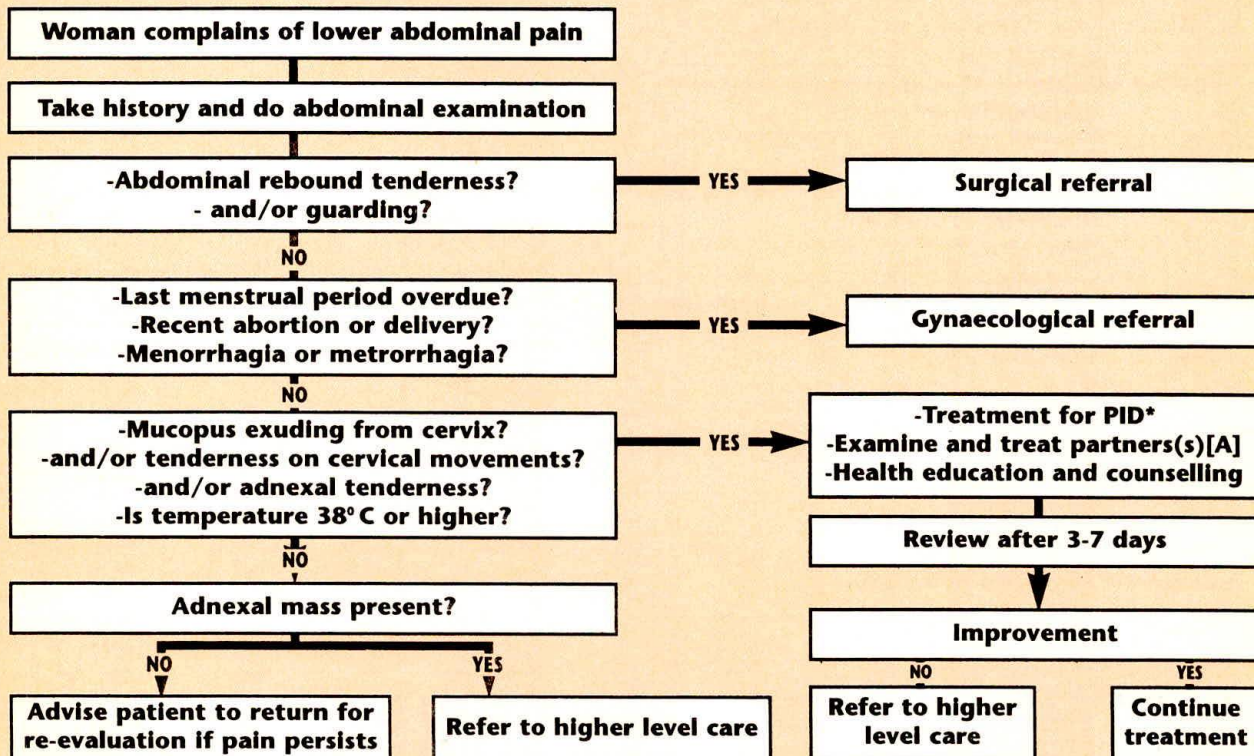 Woman complains of lower abdominal pain
Take history and do abdominal examination
-Abdominal rebound tenderness?
- and/or guarding?
YES
Surgical referral
NO
-Last menstrual period overdue?
-Recent abortion or delivery?
-Menorrhagia or metrorrhagia?
YES
Gynaecological referral
NO
-Mucopus exuding from cervix?
-and/or tenderness on cervical movements?
-and/or adnexal tenderness?
-Is temperature 38° C or higher?
YES
-Treatment for PID*
-Examine and treat partners(s)[A]
-Health education and counselling
Review after 3-7 days
Improvement
NO
Refer to higher
level care
YES
Continue
treatment
NO
Adnexal mass present?
NO
Advise patient to return for
re-evaluation if pain persists
YES
Refer to higher level care